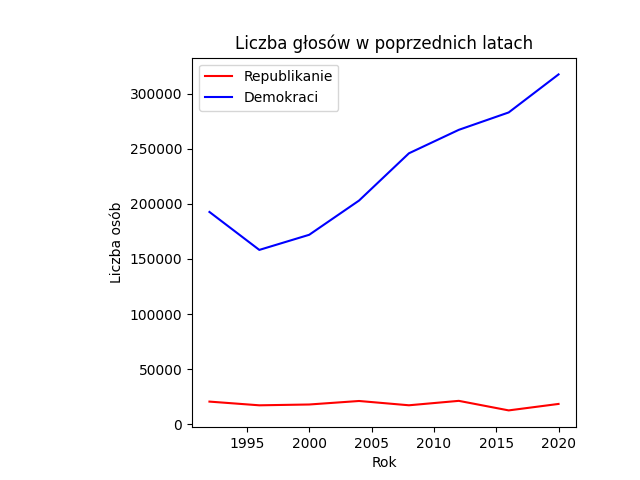 Liczba głosów w poprzednich latach
Republikanie
Demokraci
300000
250000
200000
150000
100000
50000
0
Liczba osób
1995 2000 2005 2010 2015 2020
Rok